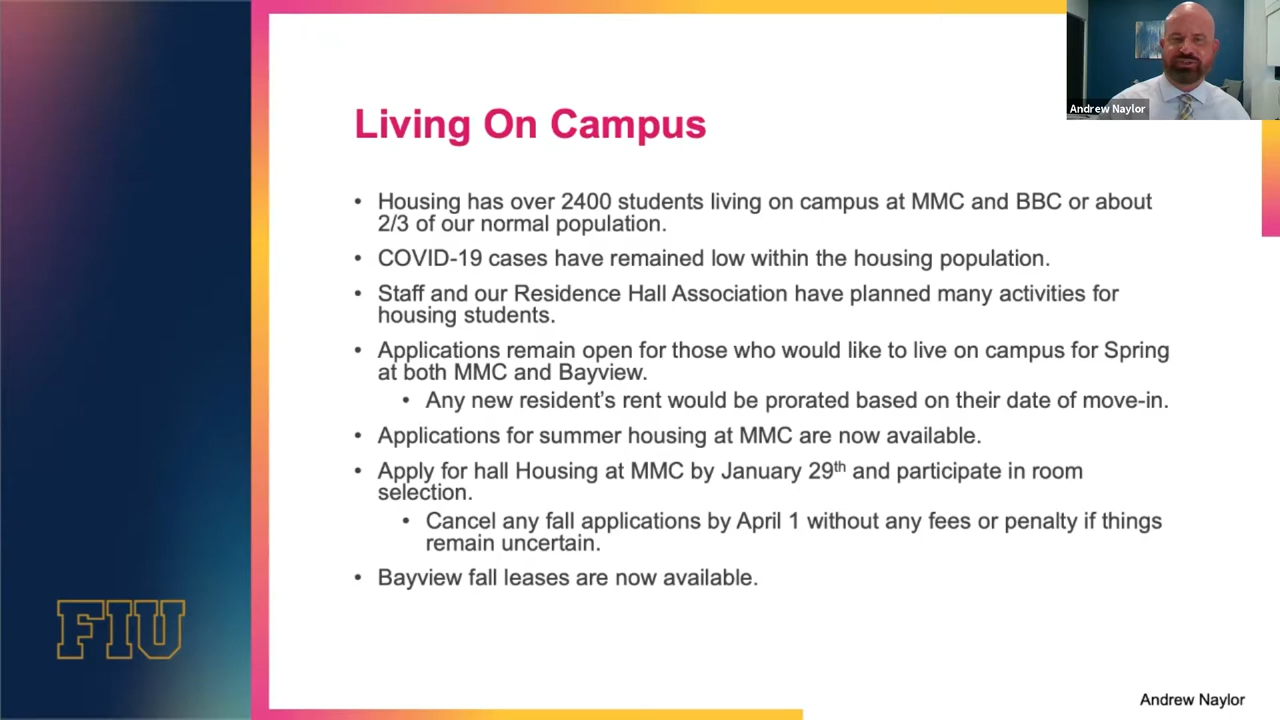 Andrew Naylor
Living On Campus
• Housing has over 2400 students living on campus at MMC and BBC or about
2/3 of our normal population.
• COVID-19 cases have remained low within the housing population.
• Staff and our Residence Hall Association have planned many activities for
housing students.
• Applications remain open for those who would like to live on campus for Spring
at both MMC and Bayview.
• Any new resident’s rent would be prorated based on their date of move-in.
• Applications for summer housing at MMC are now available.
• Apply for hall Housing at MMC by January 29th and participate in room
selection.
• Cancel any fall applications by April 1 without any fees or penalty if things
remain uncertain.
• Bayview fall leases are now available.
FIU
Andrew Naylor